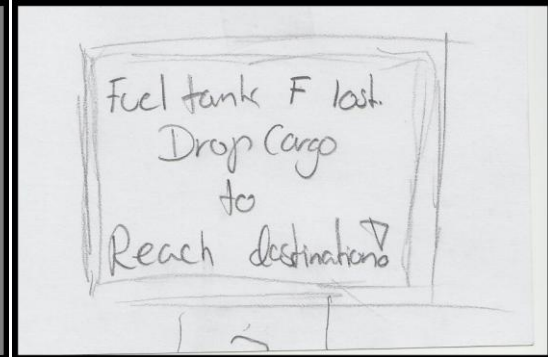 Fuel tank F lost.
Drop Cargo
to
Reach destination!